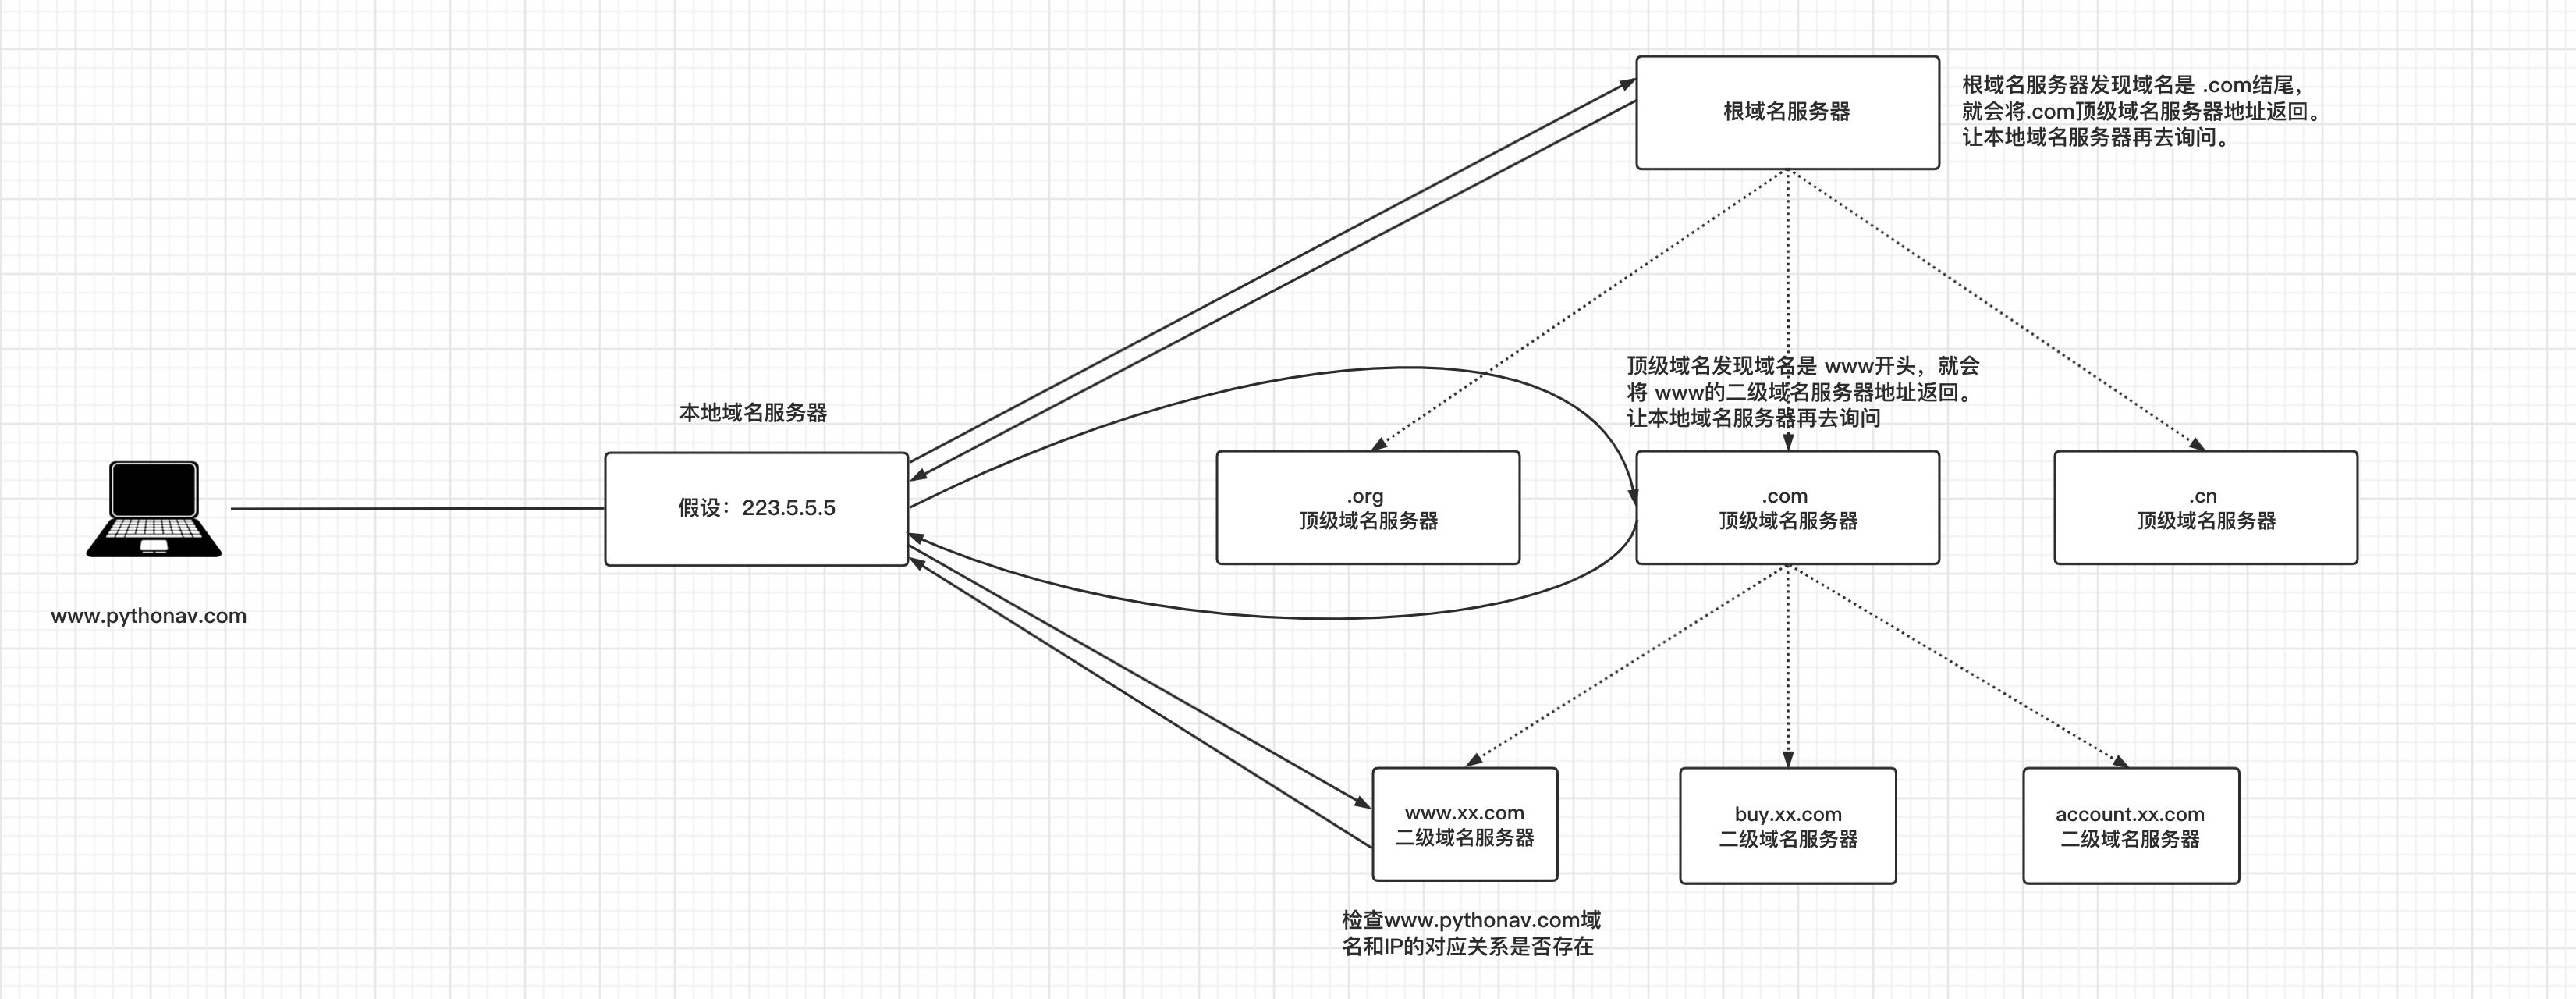 根域名服务器
根域名服务器发现域名是 .com结尾，
就会将.com顶级域名服务器地址返回。
让本地域名服务器再去询问。
顶级域名发现域名是 www开头，就会
将 www的二级域名服务器地址返回。
让本地域名服务器再去询问
本地域名服务器
假设：223.5.5.5
www.pythonav.com
.org
顶级域名服务器
.com
顶级域名服务器
.cn
顶级域名服务器
www.xx.com
二级域名服务器
buy.xx.com
二级域名服务器
account.xx.com
二级域名服务器
检查www.pythonav.com域
名和IP的对应关系是否存在